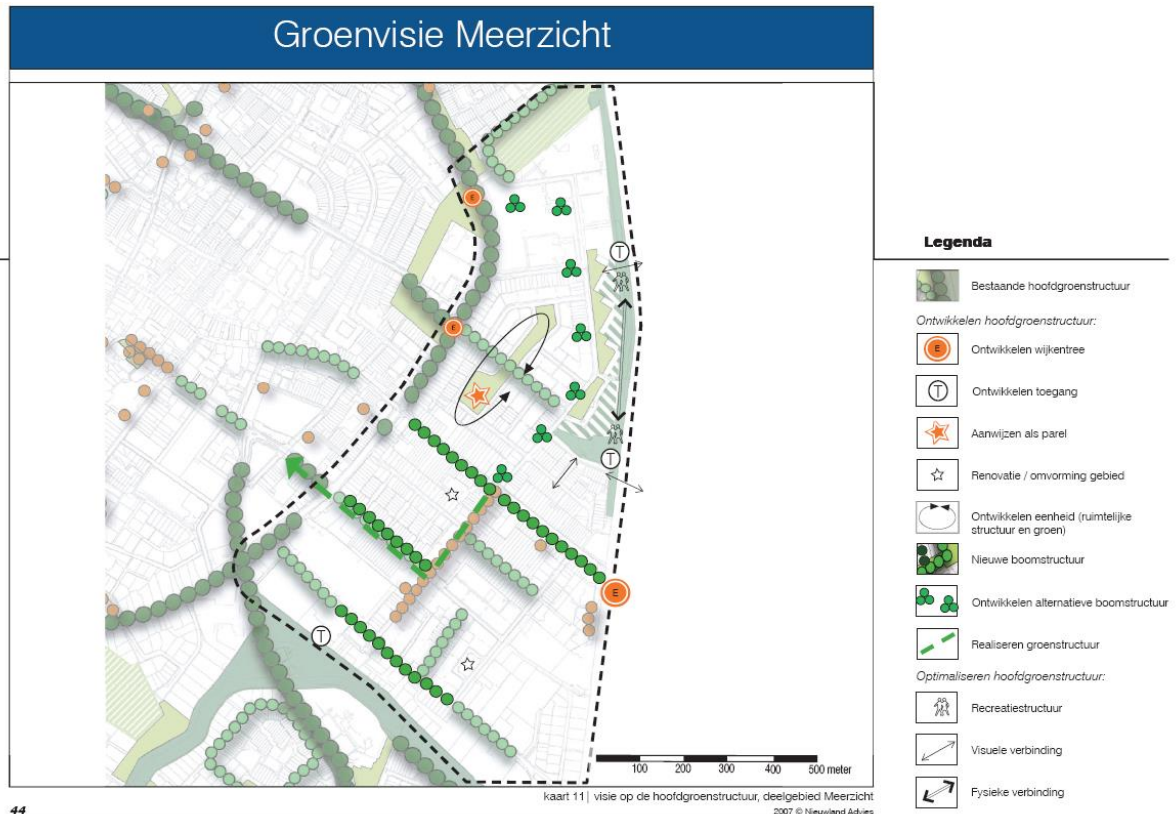 Groenvisie Meerzicht
E
E
T
T
E
T
100 200 300 400 500 meter
kaart 11 | visie op de hoofdgroenstructuur, deelgebied Meerzicht
2007 © Nieuwland Advies
44
Legenda
Bestaande hoofdgroenstructuur
Ontwikkelen hoofdgroenstructuur:
E Ontwikkelen wijkentree
T Ontwikkelen toegang
Aanwijzen als parel
Renovatie / omvorming gebied
Ontwikkelen eenheid (ruimtelijke
structuur en groen)
Nieuwe boomstructuur
Ontwikkelen alternatieve boomstructuur
Realiseren groenstructuur
Optimaliseren hoofdgroenstructuur:
Recreatiestructuur
Visuele verbinding
Fysieke verbinding